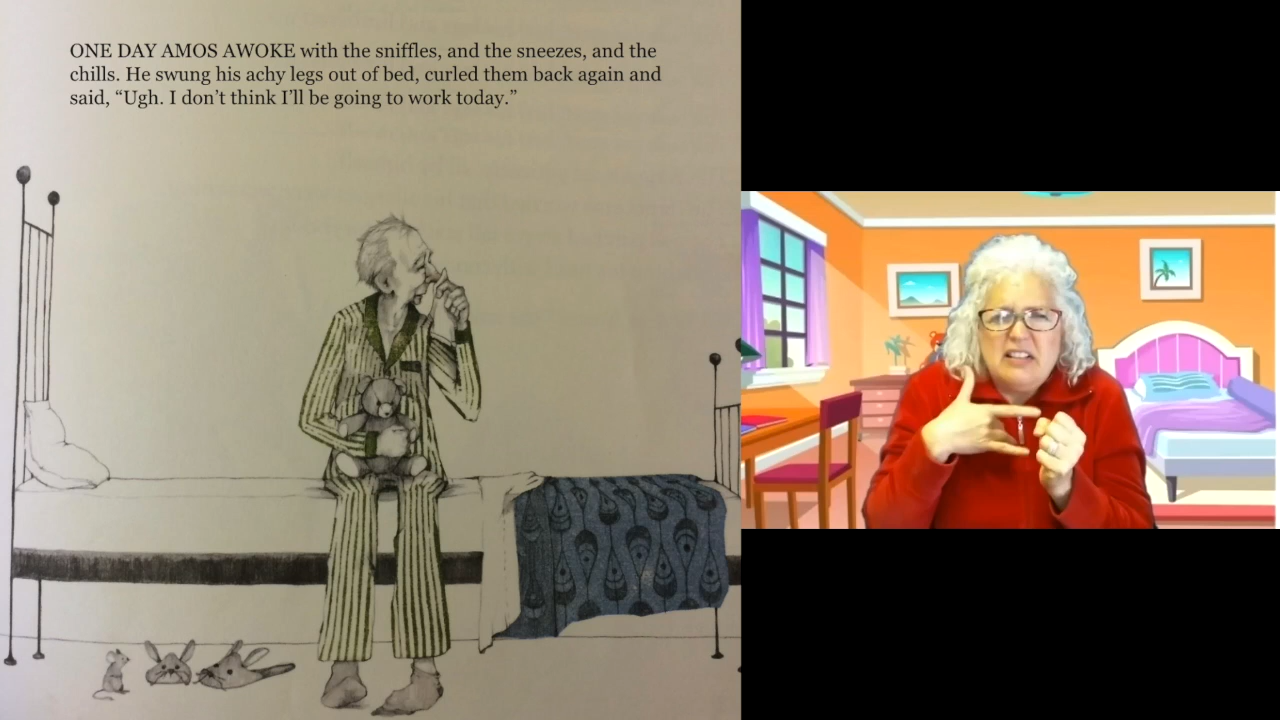 ONE DAY AMOS AWOKE with the sniffles, and the sneezes, and the
chills. He swung his achy legs out of bed, curled them back again and
said, “Ugh. I don’t think I’ll be going to work today.”